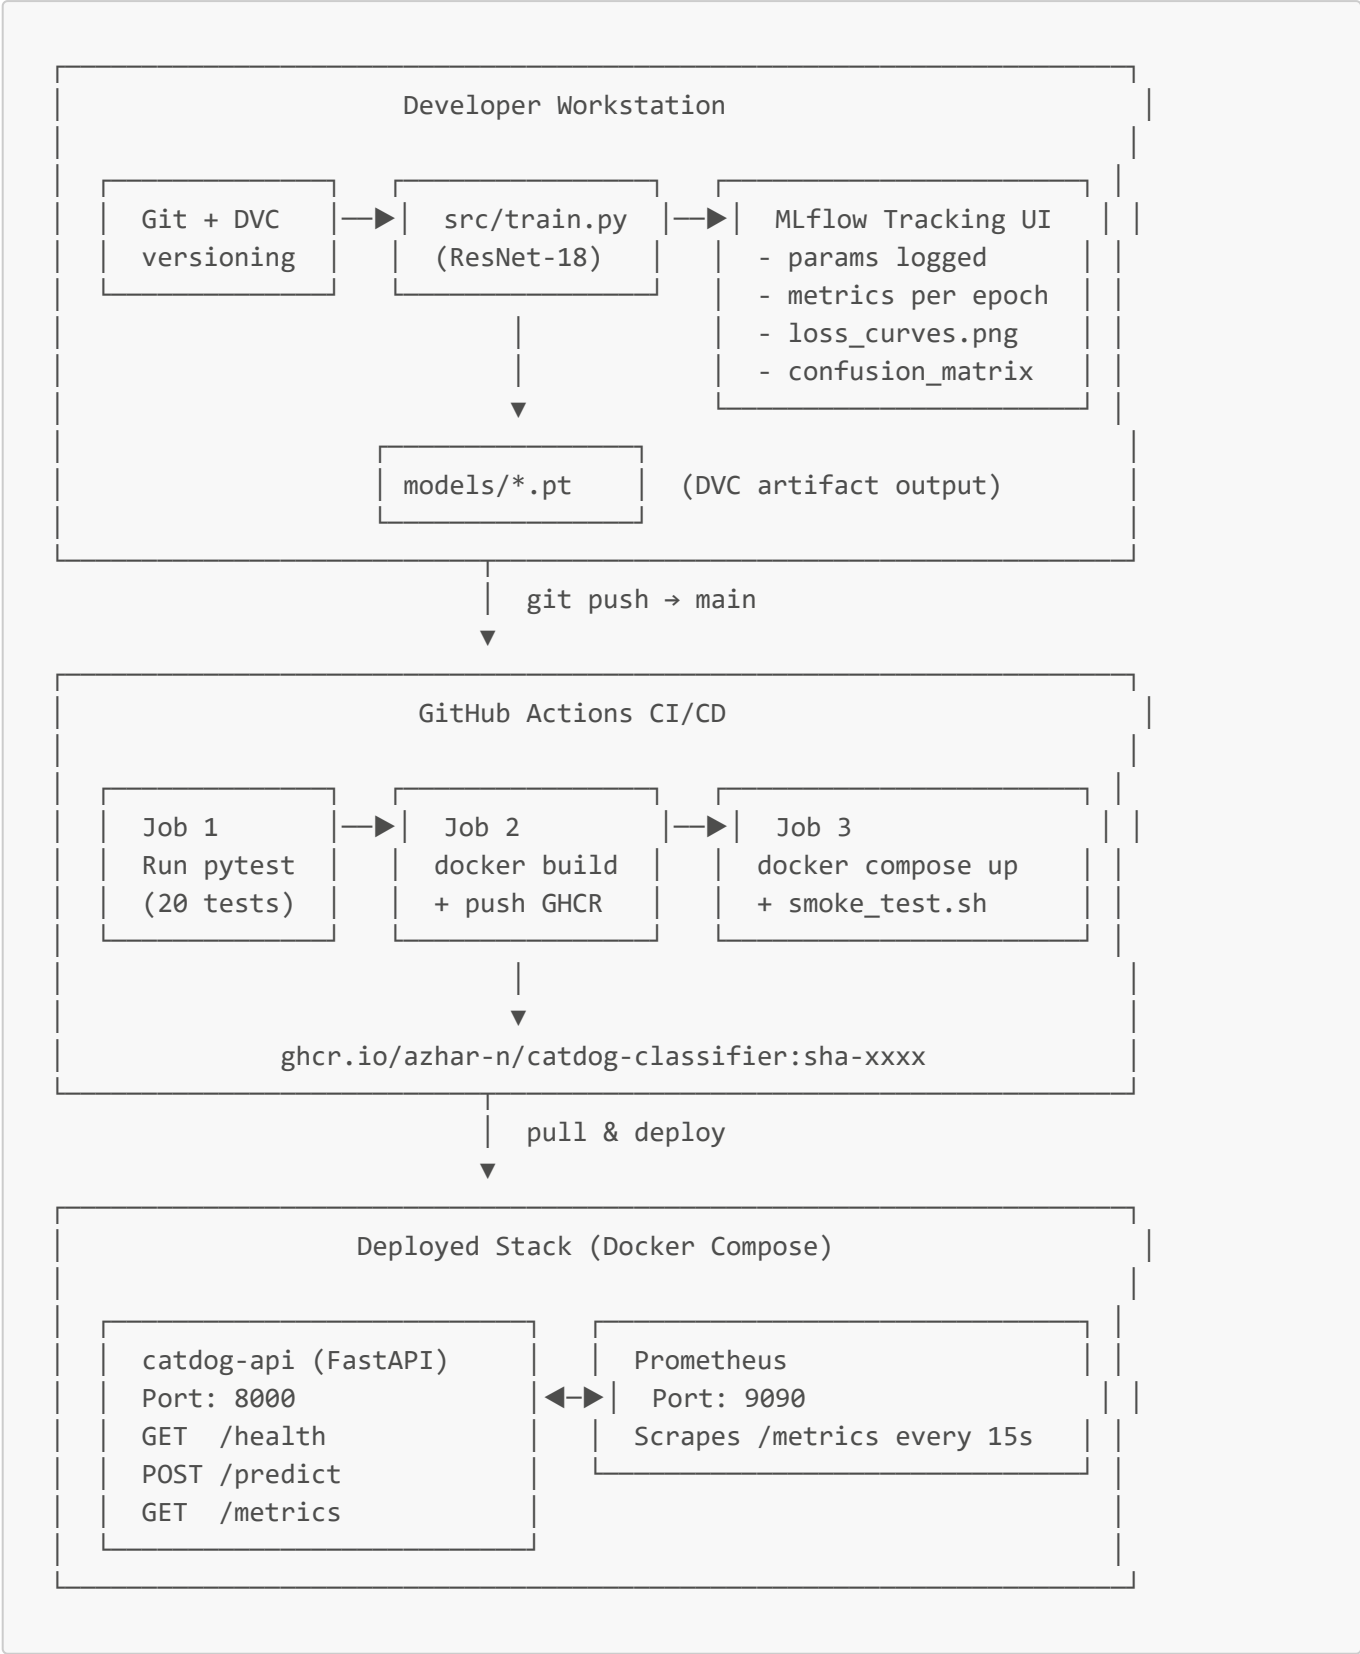 Developer Workstation
Git + DVC
versioning
src/train.py
(ResNet-18)
MLflow Tracking UI
- params logged
- metrics per epoch
- loss_curves.png
- confusion_matrix
models/*.pt
(DVC artifact output)
git push → main
GitHub Actions CI/CD
Job 1
Run pytest
(20 tests)
Job 2
docker build
+ push GHCR
Job 3
docker compose up
+ smoke_test.sh
ghcr.io/azhar-n/catdog-classifier:sha-xxxx
pull & deploy
Deployed Stack (Docker Compose)
catdog-api (FastAPI)
Port: 8000
GET  /health
POST /predict
GET  /metrics
Prometheus
Port: 9090
Scrapes /metrics every 15s